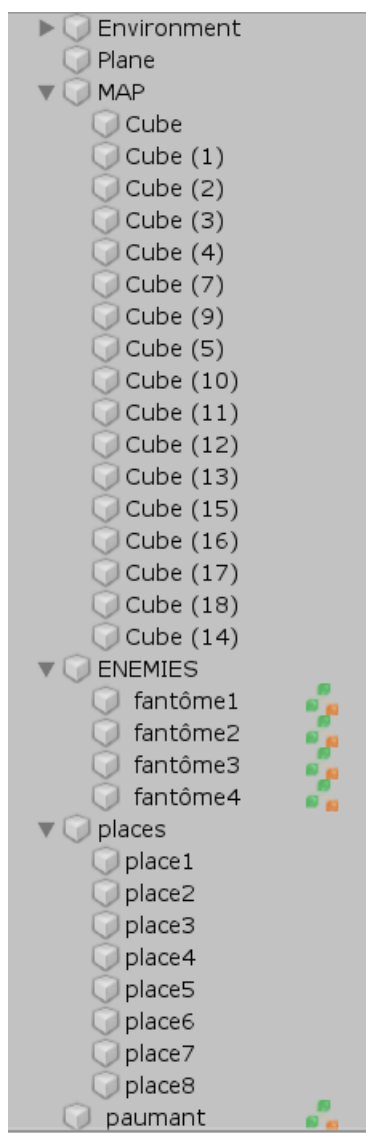 Environment
Plane
MAP
Cube
Cube (1)
Cube (2)
Cube (3)
Cube (4)
Cube (7)
Cube (9)
Cube (5)
Cube (10)
Cube (11)
Cube (12)
Cube (13)
Cube (15)
Cube (16)
Cube (17)
Cube (18)
Cube (14)
ENEMIES
fantôme1
fantôme2
fantôme3
fantôme4
places
place1
place2
place3
place4
place5
place6
place7
place8
paumant